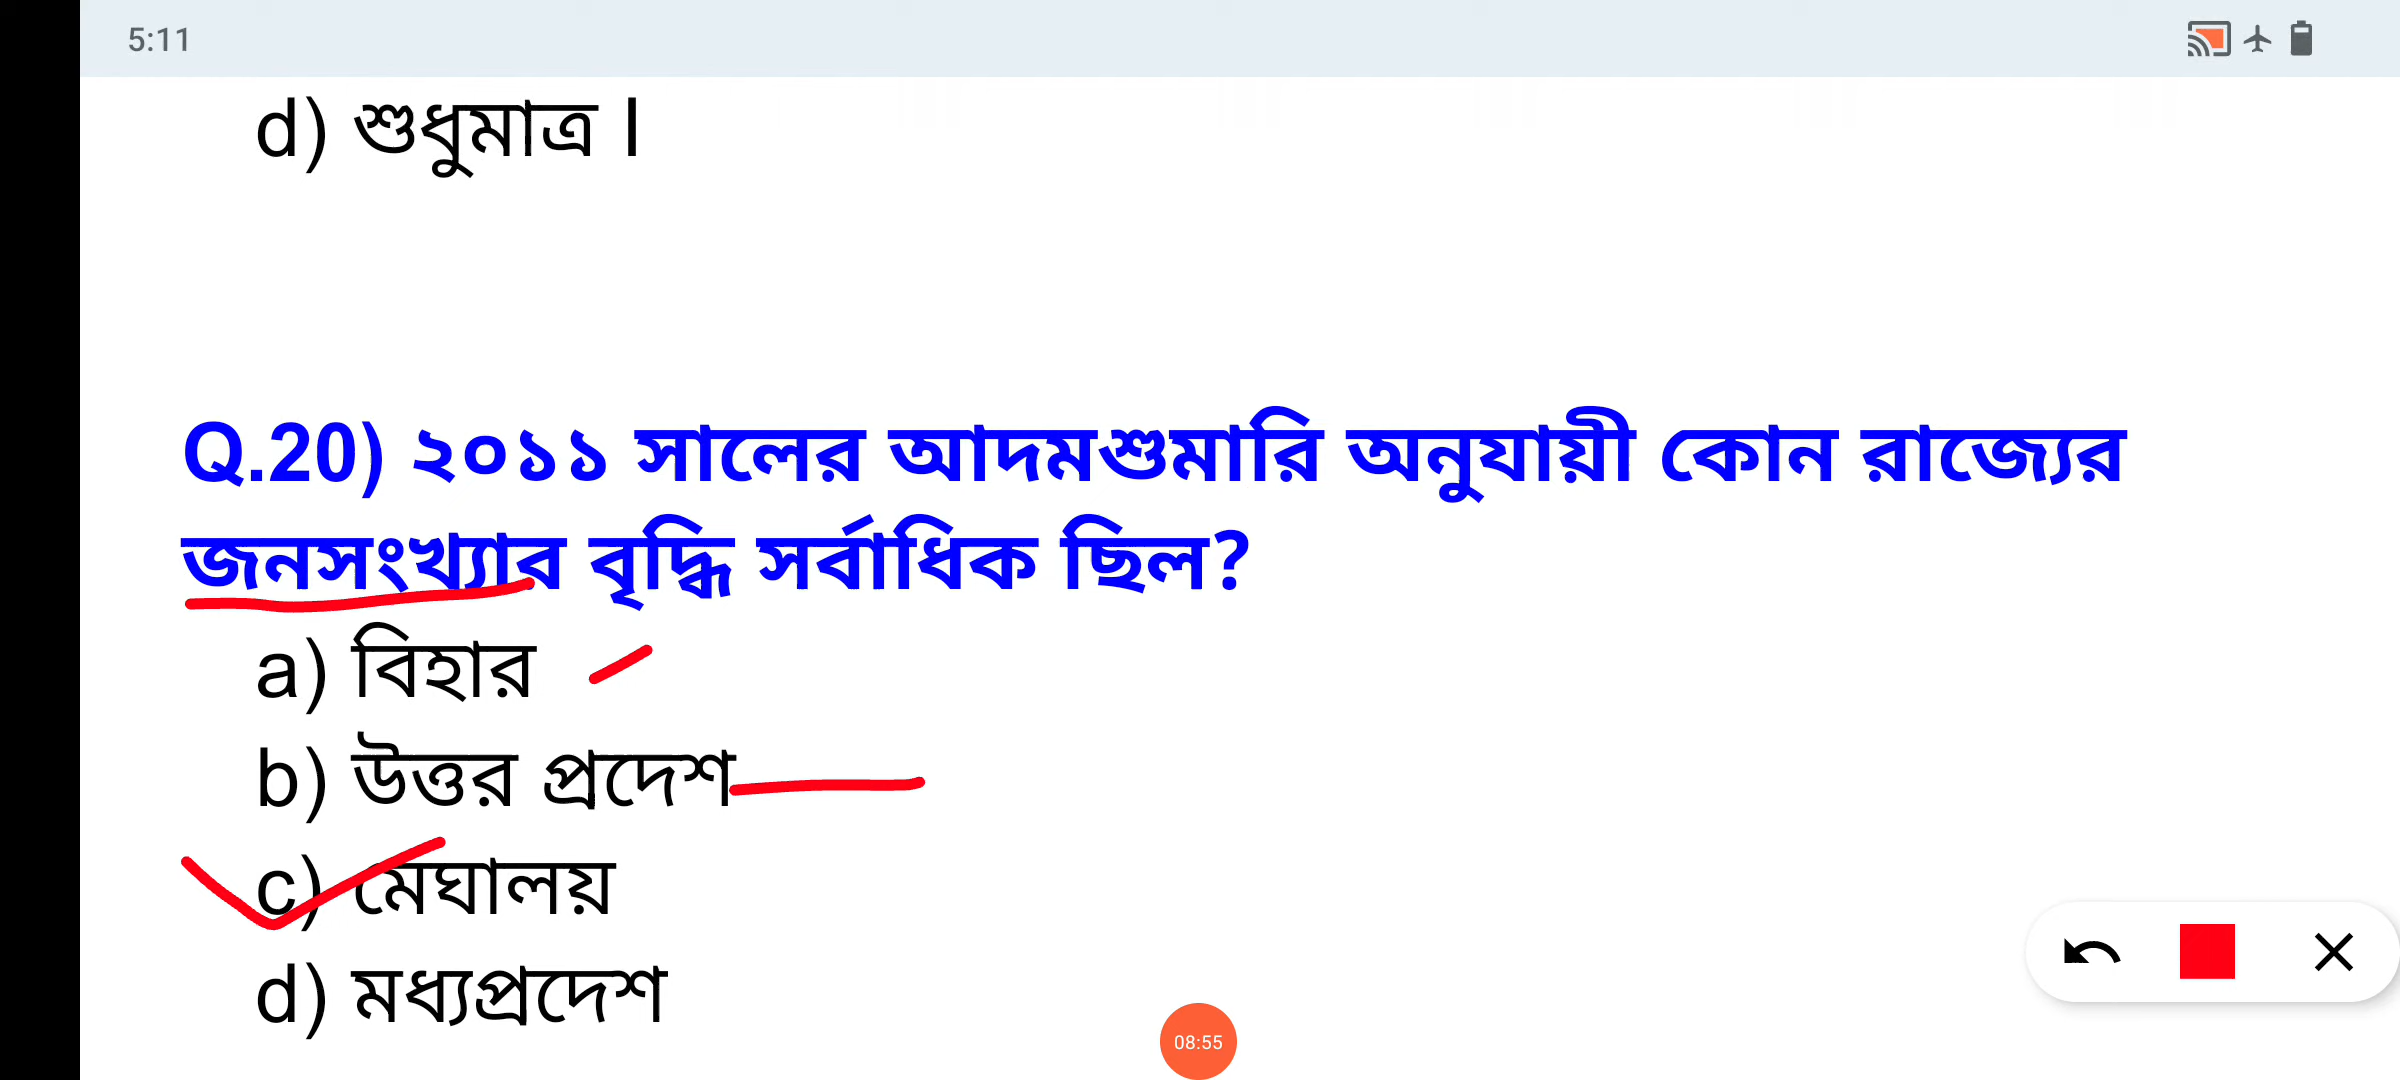 5:11
d) শুধুমাত্র I
Q.20) ২০১১ সালের আদমশুমারি অনুযায়ী কোন রাজ্যের
জনসংখ্যার বৃদ্ধি সর্বাধিক ছিল?
a) বিহার
b) উত্তর প্রদেশ
c) মেঘালয়
d) মধ্যপ্রদেশ
08:55